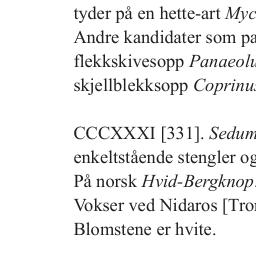 tyder på en hette-art Myc
Andre kandidater som pa
flekkskivesopp Panaeolu
skjellblekksopp Coprinus
CCCXXXI [331]. Sedum
enkeltstående stengler og
På norsk Hvid-Bergknop
Vokser ved Nidaros [Tro
Blomstene er hvite.